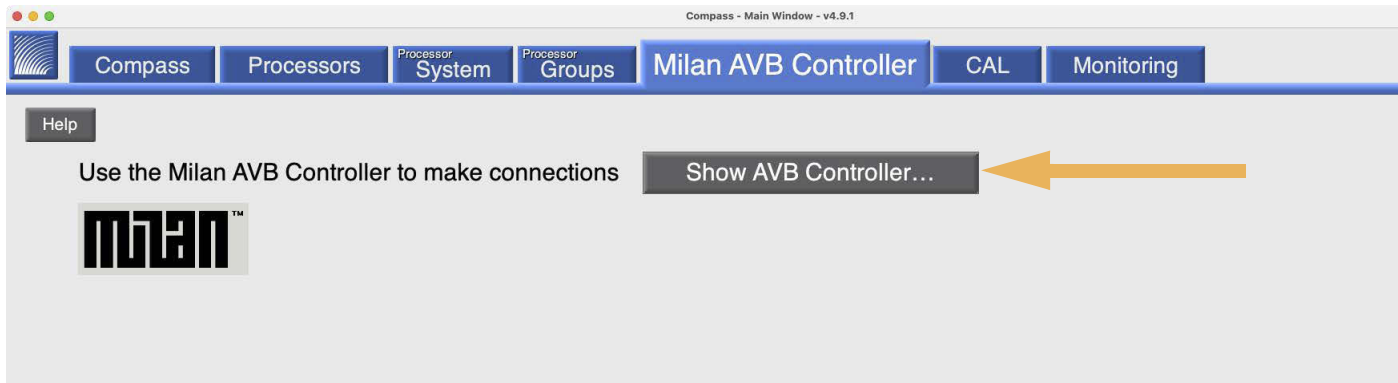 Compass - Main Window - v4.9.1
Compass
Processors
Processor
System
Processor
Groups
Milan AVB Controller
CAL
Monitoring
Help
Use the Milan AVB Controller to make connections
Show AVB Controller...
milan™